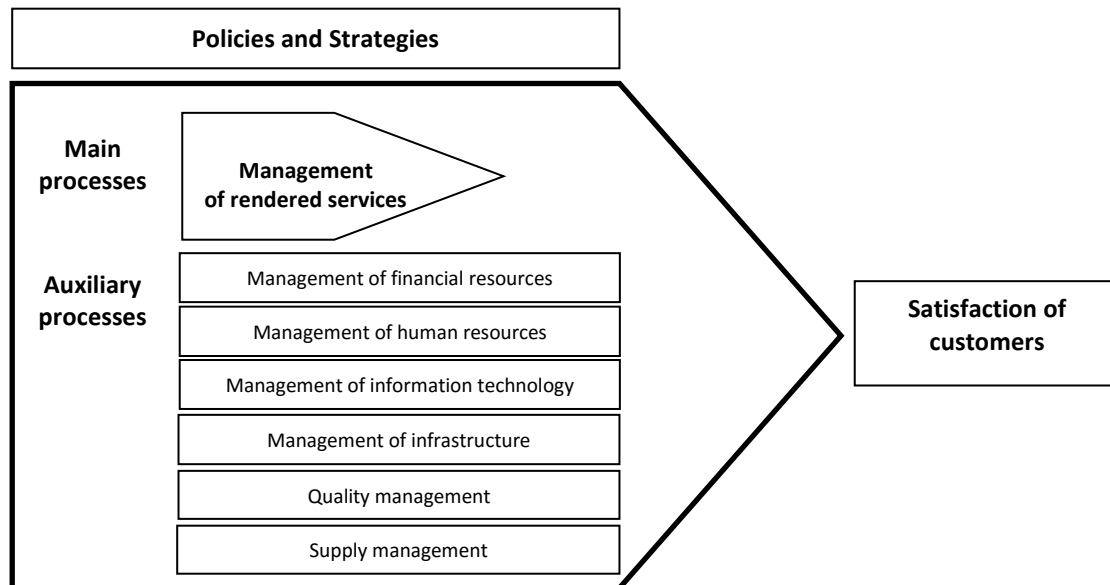 Policies and Strategies
Main
processes
Management
of rendered services
Auxiliary
processes
Management of financial resources
Management of human resources
Management of information technology
Management of infrastructure
Quality management
Supply management
Satisfaction of
customers